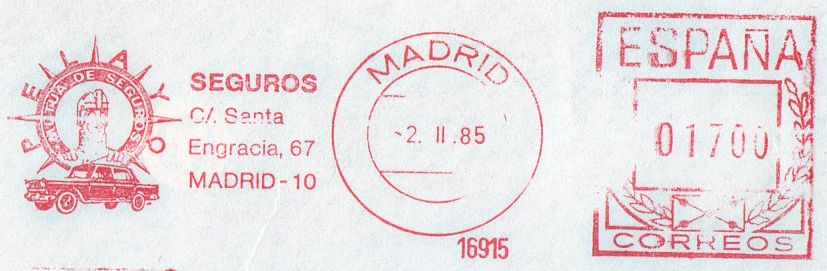 PELAYO
MUTUA DE SEGUROS
SEGUROS
C/. Santa
Engracia, 67
MADRID-10
MADRID
-2. II .85
16915
ESPAÑA
01700
CORREOS